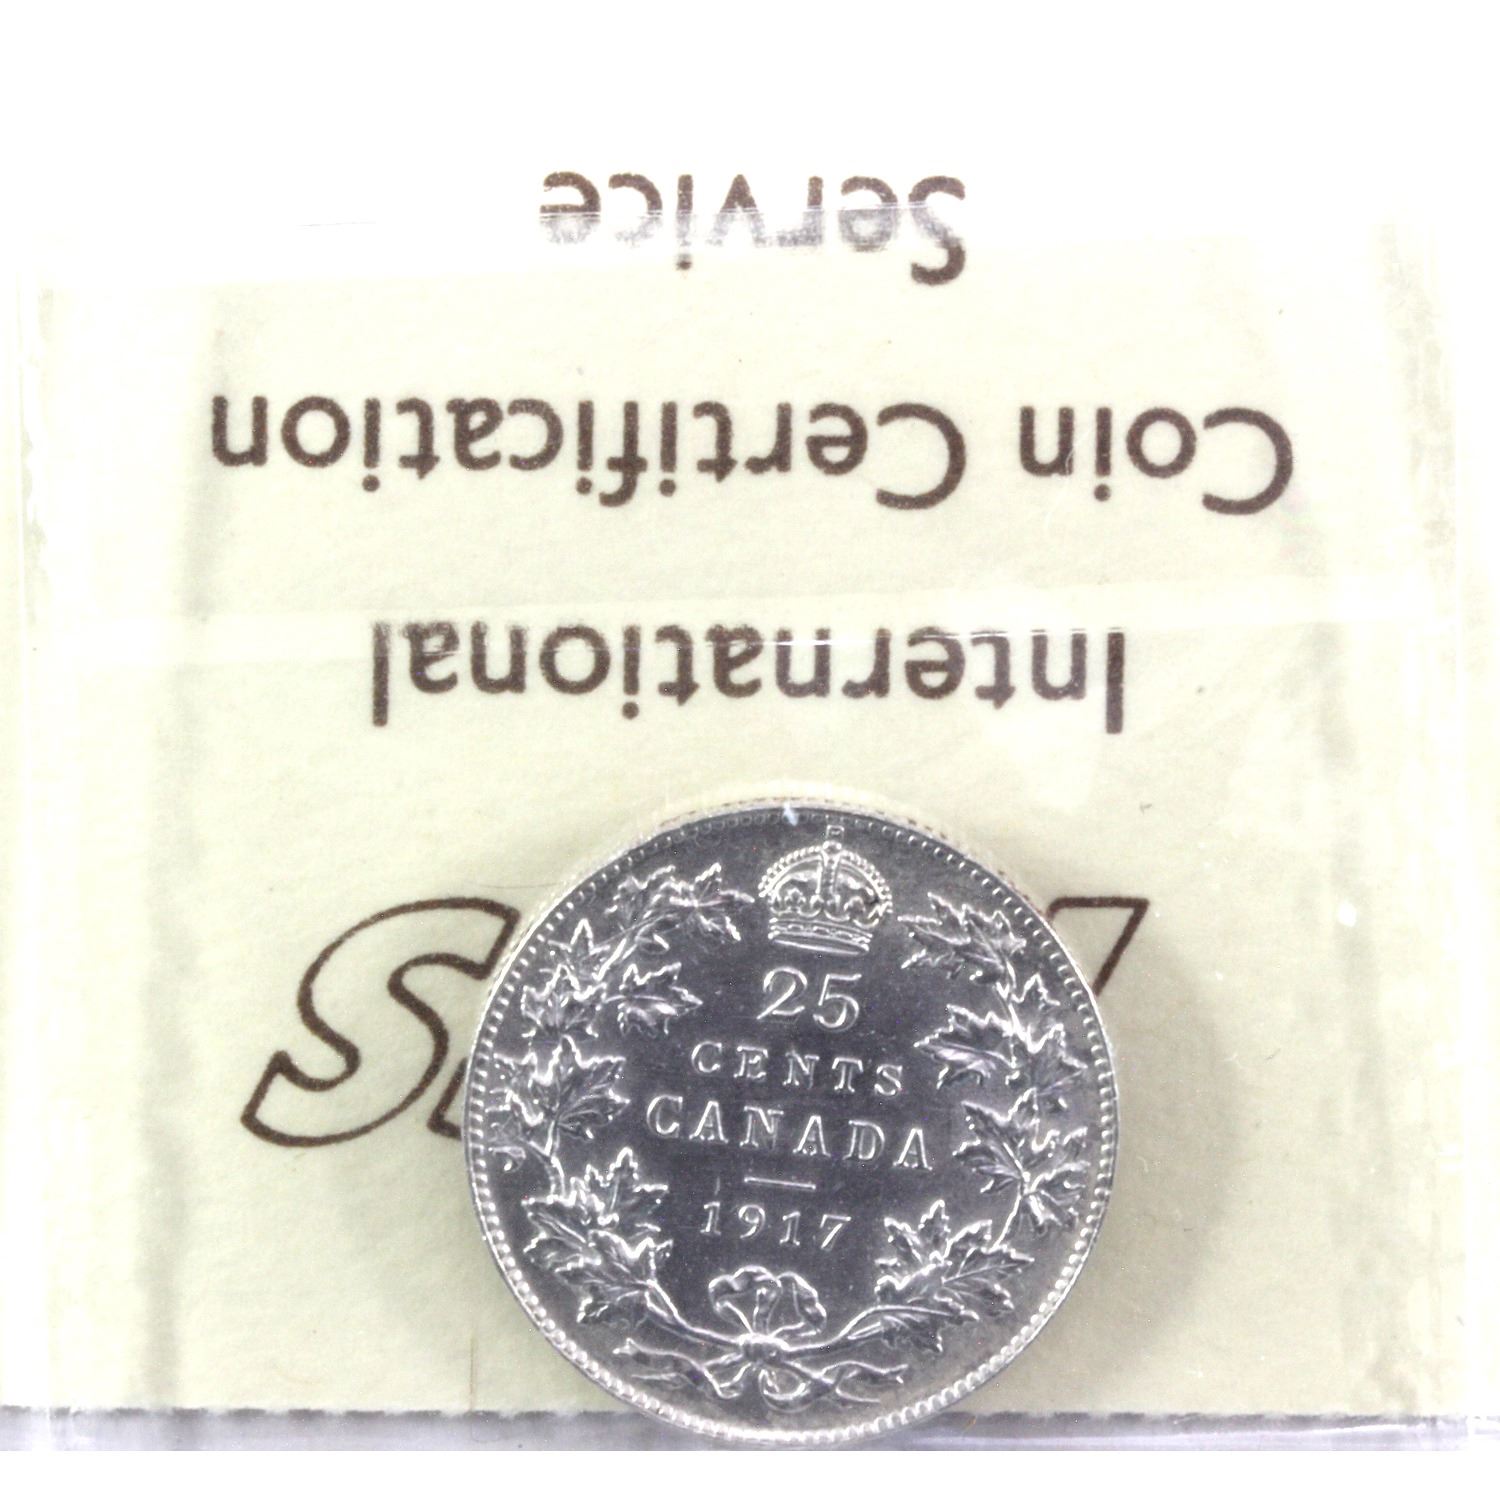 International
Coin Certification
Service
25
CENTS
CANADA
1917